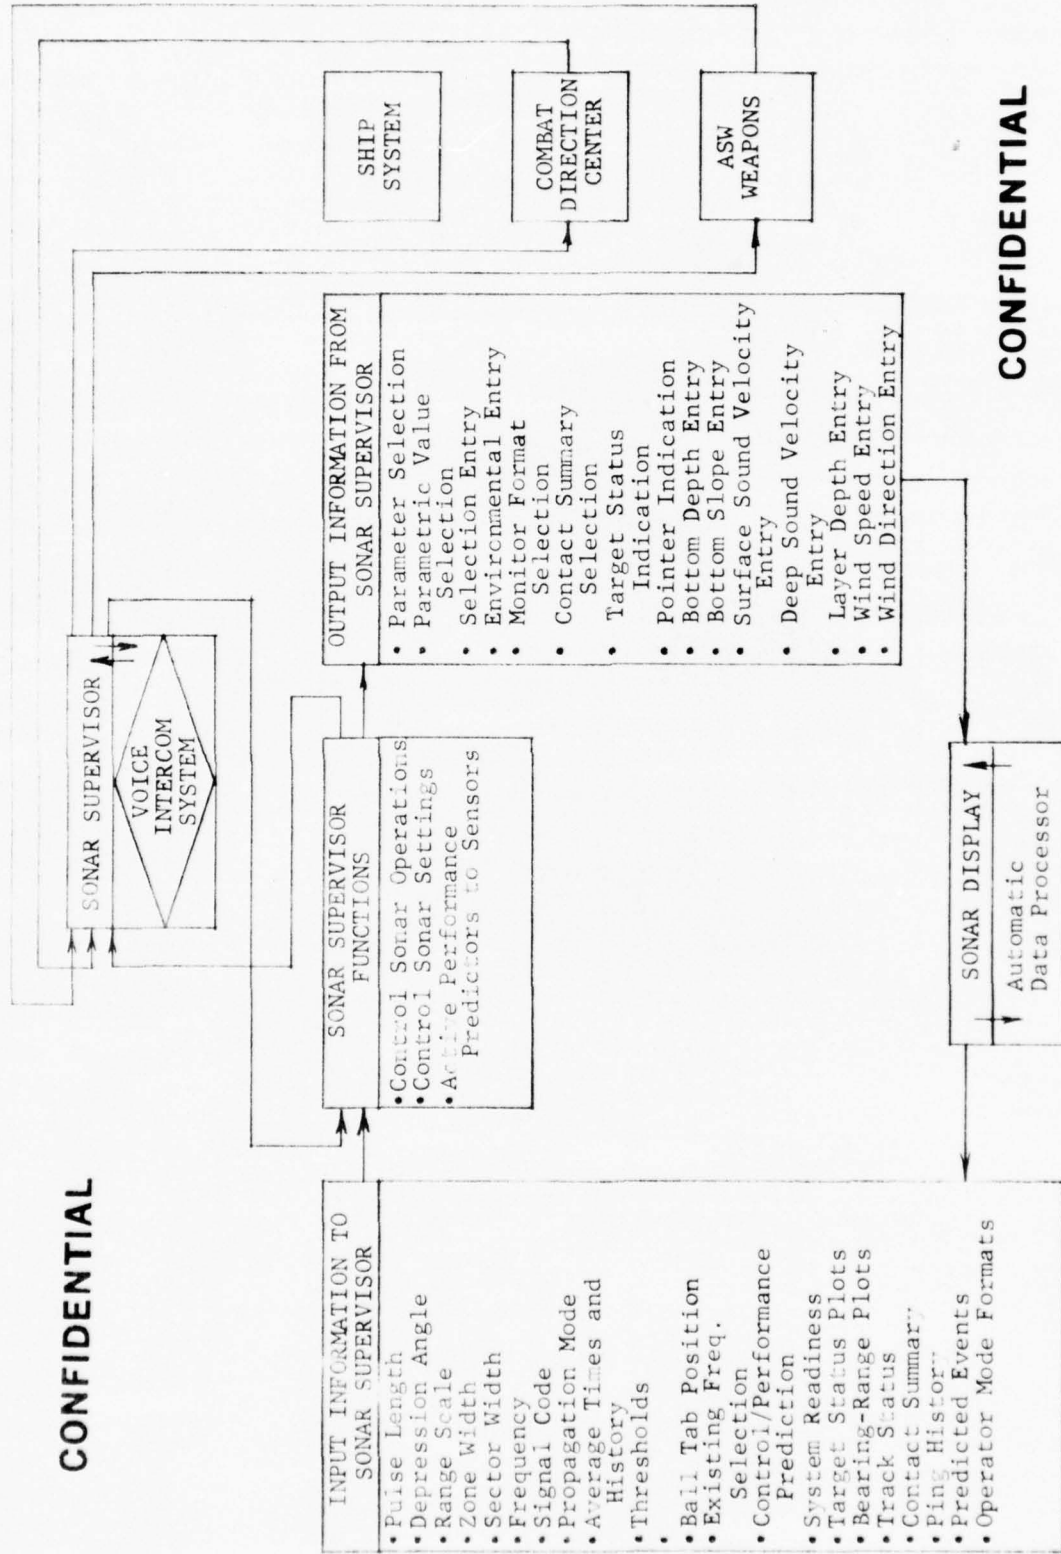 CONFIDENTIAL
SONAR SUPERVISOR
VOICE
INTERCOM
SYSTEM
INPUT INFORMATION TO
SONAR SUPERVISOR
• Pulse Length
• Depression Angle
• Range Scale
• Zone Width
• Sector Width
• Frequency
• Signal Code
• Propagation Mode
• Average Times and
History
• Thresholds
•
• Ball Tab Position
• Existing Freq.
Selection
• Control/Performance
Prediction
• System Readiness
• Target Status Plots
• Bearing-Range Plots
• Track Status
• Contact Summary
• Ping History
• Predicted Events
• Operator Mode Formats
SONAR SUPERVISOR
FUNCTIONS
• Control Sonar Operations
• Control Sonar Settings
• Active Performance
Predictors to Sensors
OUTPUT INFORMATION FROM
SONAR SUPERVISOR
• Parameter Selection
• Parametric Value
Selection
• Selection Entry
• Environmental Entry
• Monitor Format
Selection
• Contact Summary
Selection
• Target Status
Indication
• Pointer Indication
• Bottom Depth Entry
• Bottom Slope Entry
• Surface Sound Velocity
Entry
• Deep Sound Velocity
Entry
• Layer Depth Entry
• Wind Speed Entry
• Wind Direction Entry
SHIP
SYSTEM
COMBAT
DIRECTION
CENTER
ASW
WEAPONS
SONAR DISPLAY
Automatic
Data Processor
CONFIDENTIAL